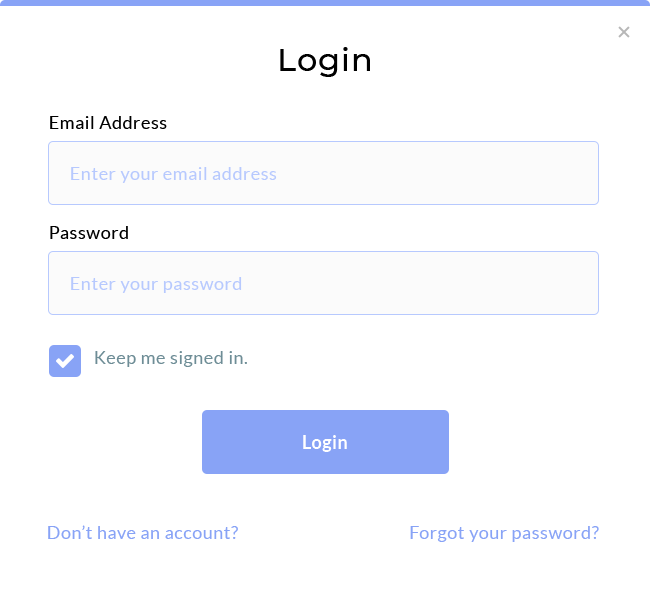 ×
Login
Email Address
Enter your email address
Password
Enter your password
Keep me signed in.
Login
Don’t have an account?
Forgot your password?